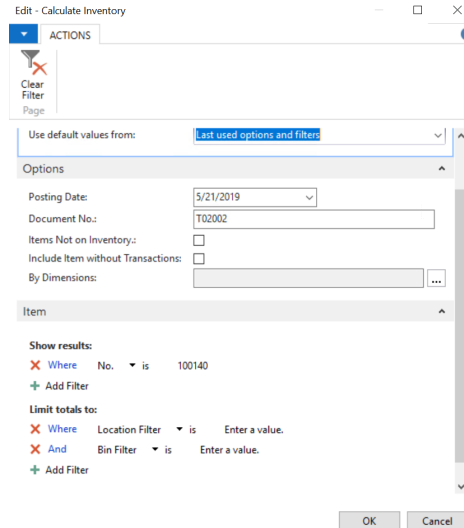 Edit - Calculate Inventory
ACTIONS
Clear
Filter
Page
Use default values from: Last used options and filters
Options
Posting Date: 5/21/2019
Document No.: T02002
Items Not on Inventory.:
Include Item without Transactions:
By Dimensions: ...
Item
Show results:
Where No. is 100140
Add Filter
Limit totals to:
Where Location Filter is Enter a value.
And Bin Filter is Enter a value.
Add Filter
OK Cancel